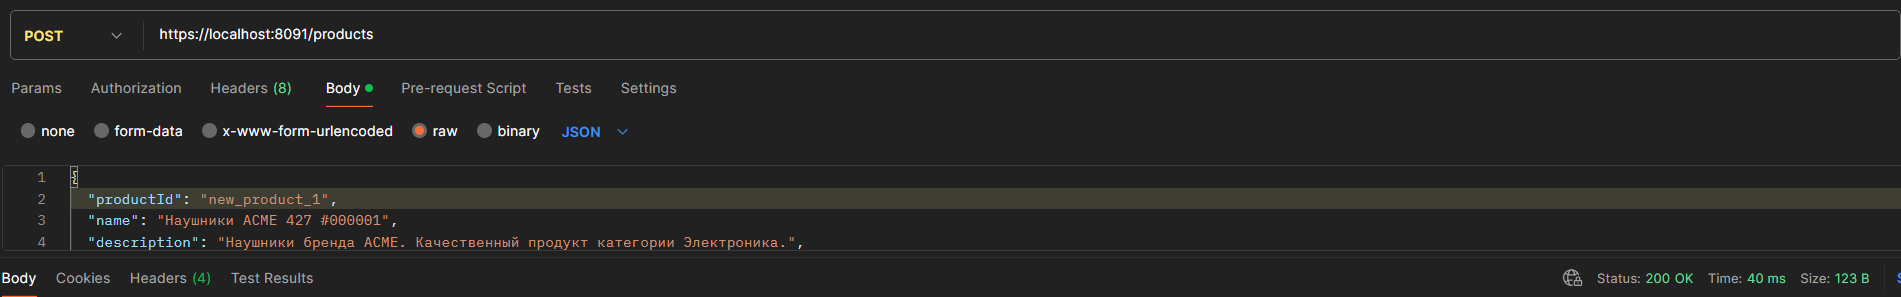 POST https://localhost:8091/products
Params Authorization Headers (8) Body Pre-request Script Tests Settings
none form-data x-www-form-urlencoded raw binary JSON
1 {
2 "productId": "new_product_1",
3 "name": "Наушники ACME 427 #000001",
4 "description": "Наушники бренда ACME. Качественный продукт категории Электроника.",
Body Cookies Headers (4) Test Results Status: 200 OK Time: 40 ms Size: 123 B